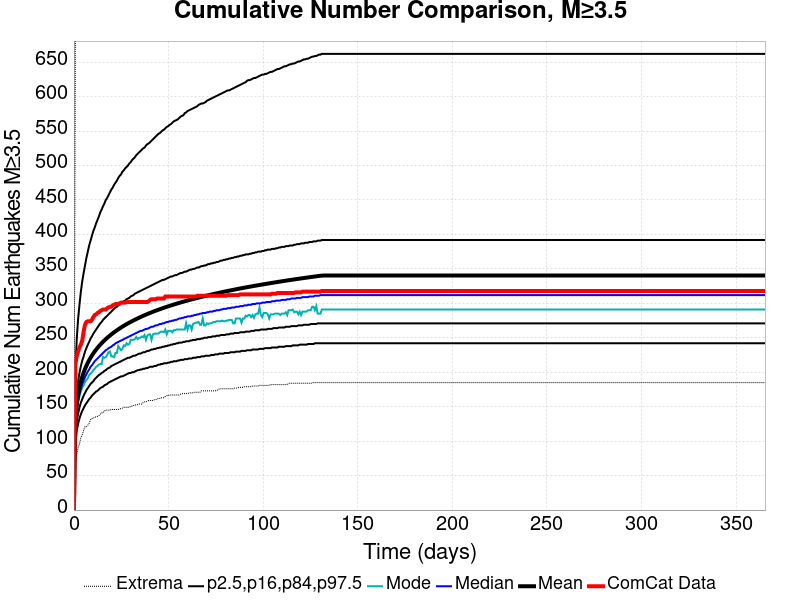 Cumulative Number Comparison, M≥3.5
Cumulative Num Earthquakes M≥3.5
650
600
550
500
450
400
350
300
250
200
150
100
50
0
0 50 100 150 200 250 300 350
Time (days)
Extrema p2.5,p16,p84,p97.5 Mode Median Mean ComCat Data